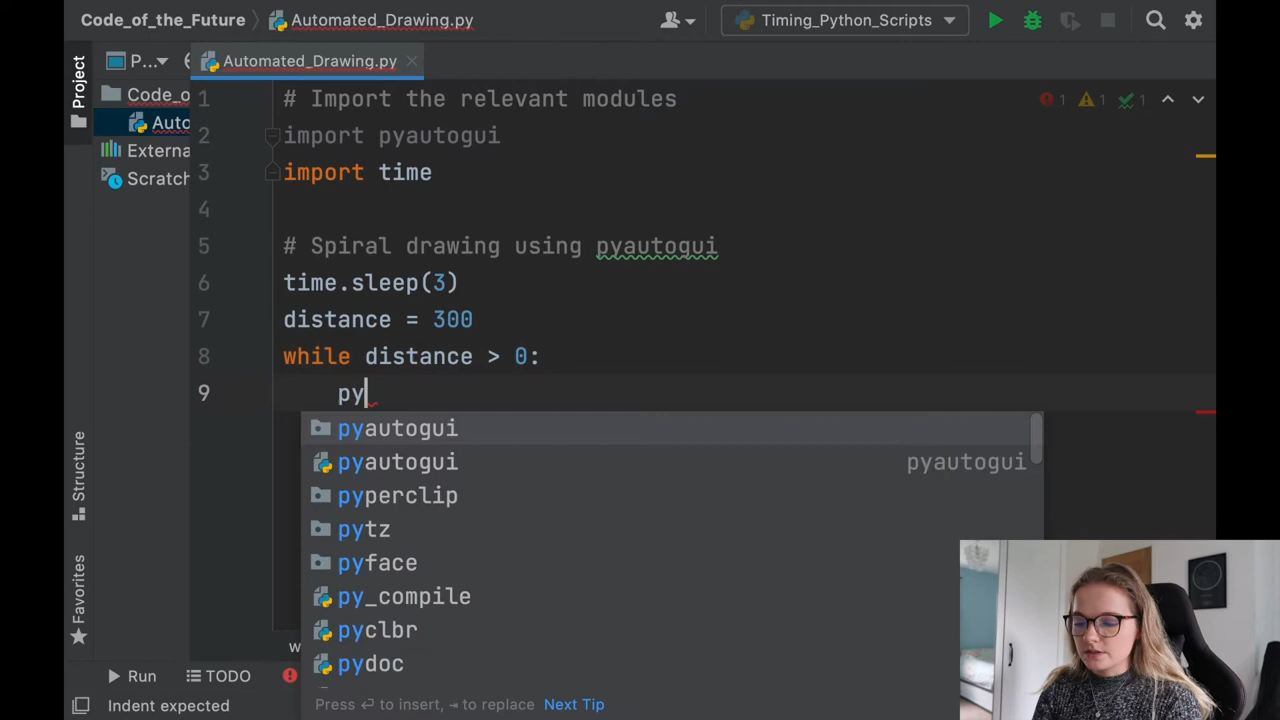 Code_of_the_Future
Automated_Drawing.py
Timing_Python_Scripts
Project
P...
Automated_Drawing.py
Code_o
Auto
Externa
Scratch
1 # Import the relevant modules
1 1 1
2 import pyautogui
3 import time
4
5 # Spiral drawing using pyautogui
6 time.sleep(3)
7 distance = 300
8 while distance > 0:
9 py
pyautogui
pyautogui pyautogui
pyperclip
pytz
pyface
py_compile
pyclbr
pydoc
Press ↵ to insert, ⇥ to replace Next Tip
Structure
Favorites
w
Run
TODO
Indent expected